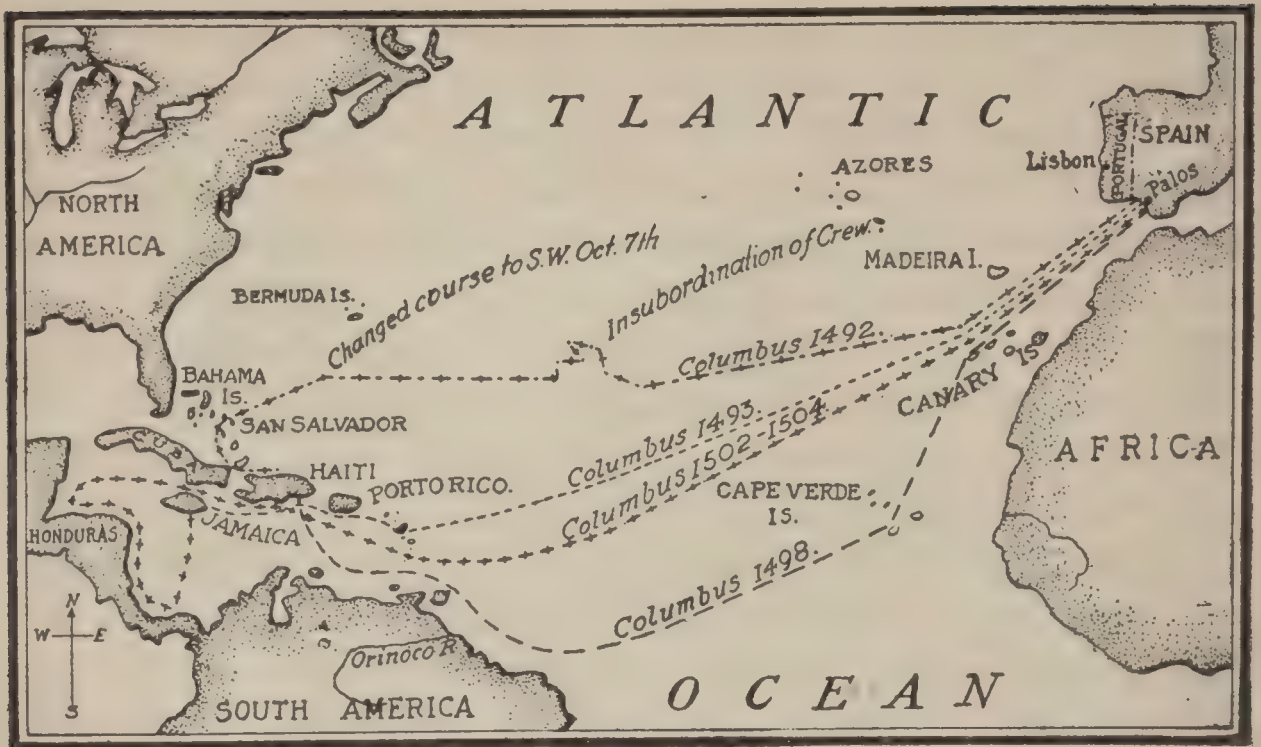 ATLANTIC
SPAIN
PORTUGAL
Lisbon
Palos
AZORES
NORTH
AMERICA
Changed course to S.W. Oct. 7th
Insubordination of Crew.
MADEIRA I.
BERMUDA Is.
Columbus 1492.
BAHAMA
Is.
CANARY IS
SAN SALVADOR
Columbus 1493.
Columbus 1502-1504.
AFRICA
CUBA
HAITI
PORTO RICO.
CAPE VERDE
Is.
JAMAICA
HONDURAS
Columbus 1498.
N
W E
S
Orinoco R
SOUTH AMERICA
OCEAN